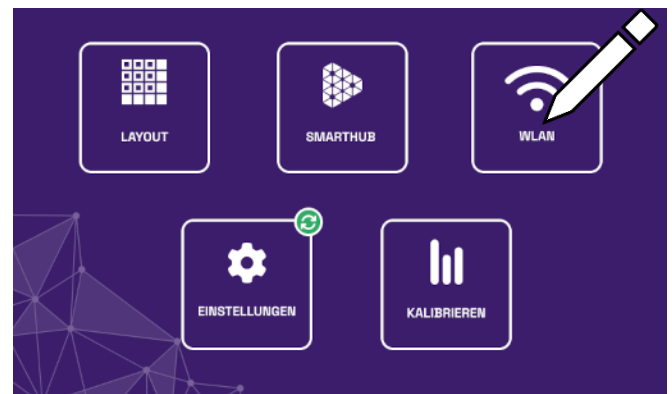 LAYOUT
SMARTHUB
WLAN
EINSTELLUNGEN
KALIBRIEREN